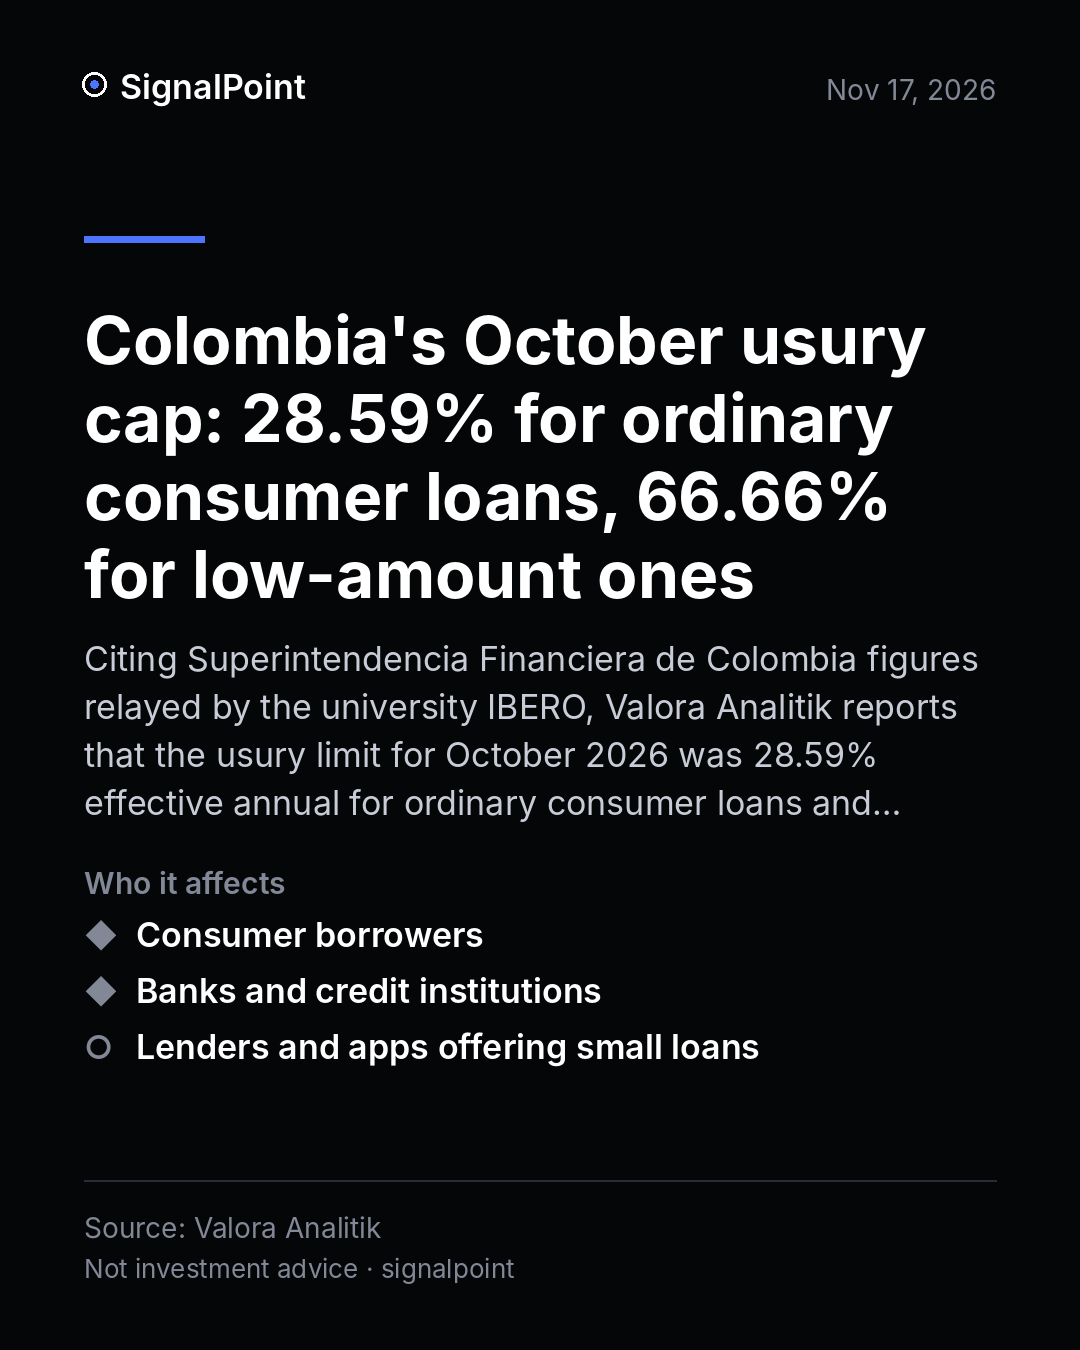 SignalPoint
Nov 17, 2026
Colombia's October usury
cap: 28.59% for ordinary
consumer loans, 66.66%
for low-amount ones
Citing Superintendencia Financiera de Colombia figures
relayed by the university IBERO, Valora Analitik reports
that the usury limit for October 2026 was 28.59%
effective annual for ordinary consumer loans and...
Who it affects
Consumer borrowers
Banks and credit institutions
Lenders and apps offering small loans
Source: Valora Analitik
Not investment advice · signalpoint